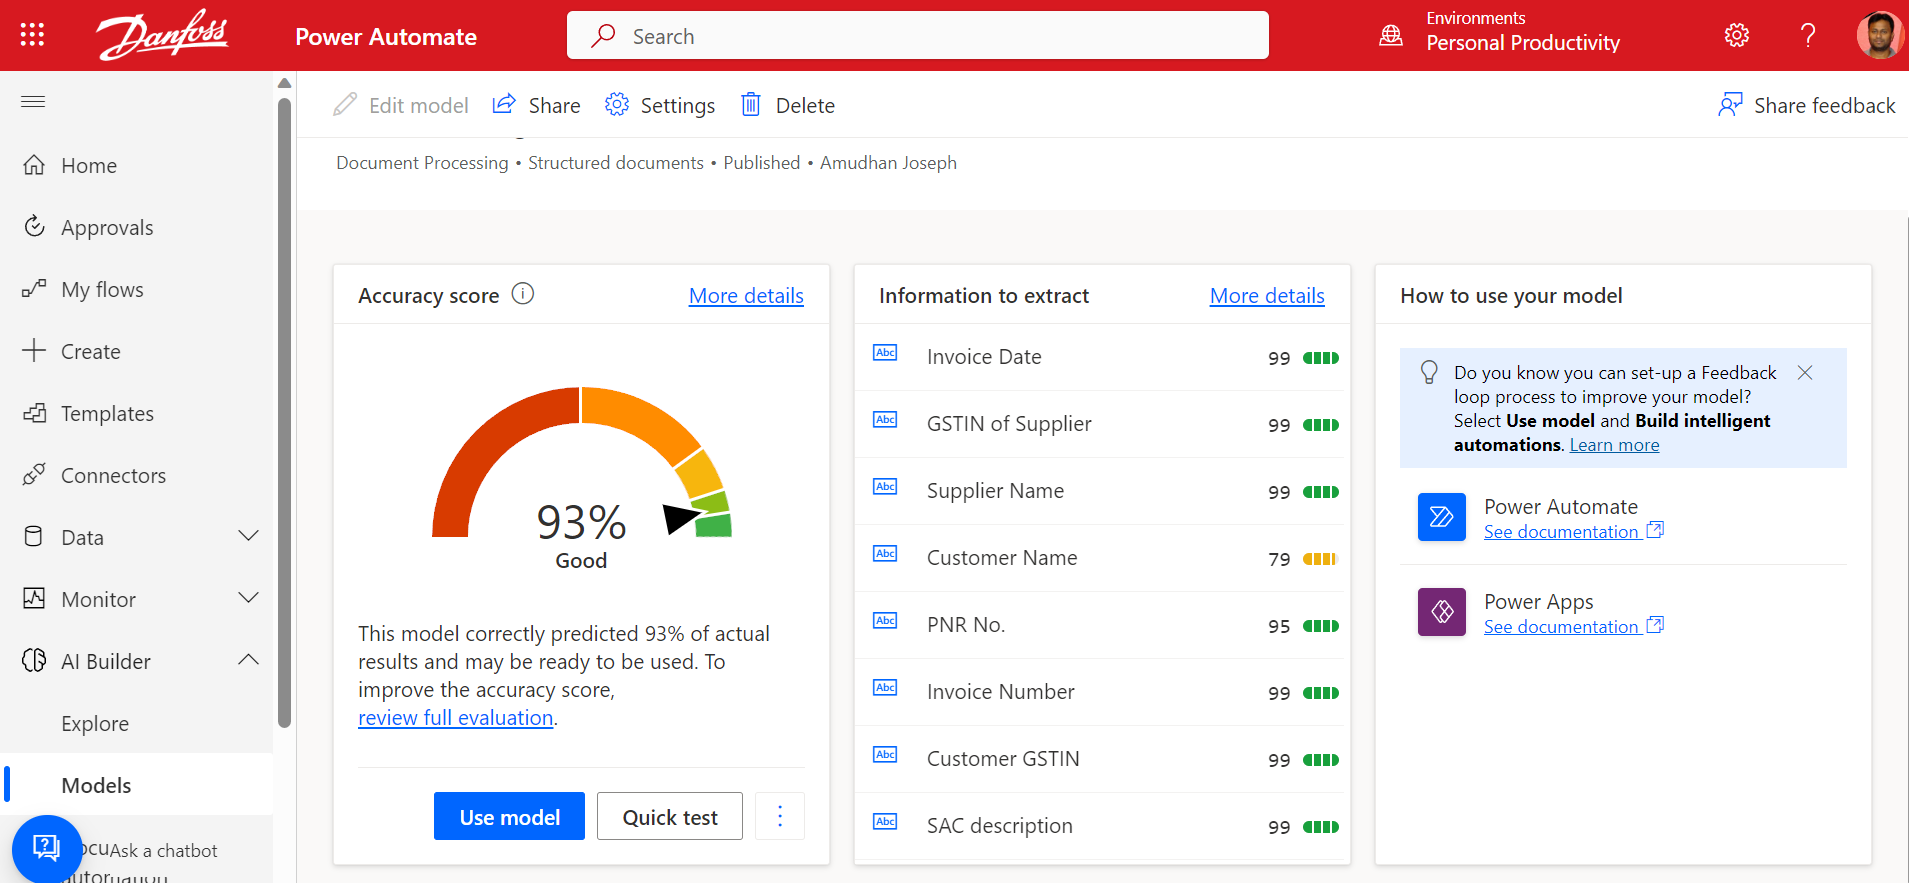 Danfoss
Power Automate
Search
Environments
Personal Productivity
Edit model
Share
Settings
Delete
Share feedback
Home
Approvals
My flows
Create
Templates
Connectors
Data
Monitor
AI Builder
Explore
Models
Ask a chatbot
Document Processing • Structured documents • Published • Amudhan Joseph
Accuracy score
More details
93%
Good
This model correctly predicted 93% of actual
results and may be ready to be used. To
improve the accuracy score,
review full evaluation.
Use model
Quick test
Information to extract
More details
Abc Invoice Date 99
Abc GSTIN of Supplier 99
Abc Supplier Name 99
Abc Customer Name 79
Abc PNR No. 95
Abc Invoice Number 99
Abc Customer GSTIN 99
Abc SAC description 99
How to use your model
Do you know you can set-up a Feedback
loop process to improve your model?
Select Use model and Build intelligent
automations. Learn more
Power Automate
See documentation
Power Apps
See documentation